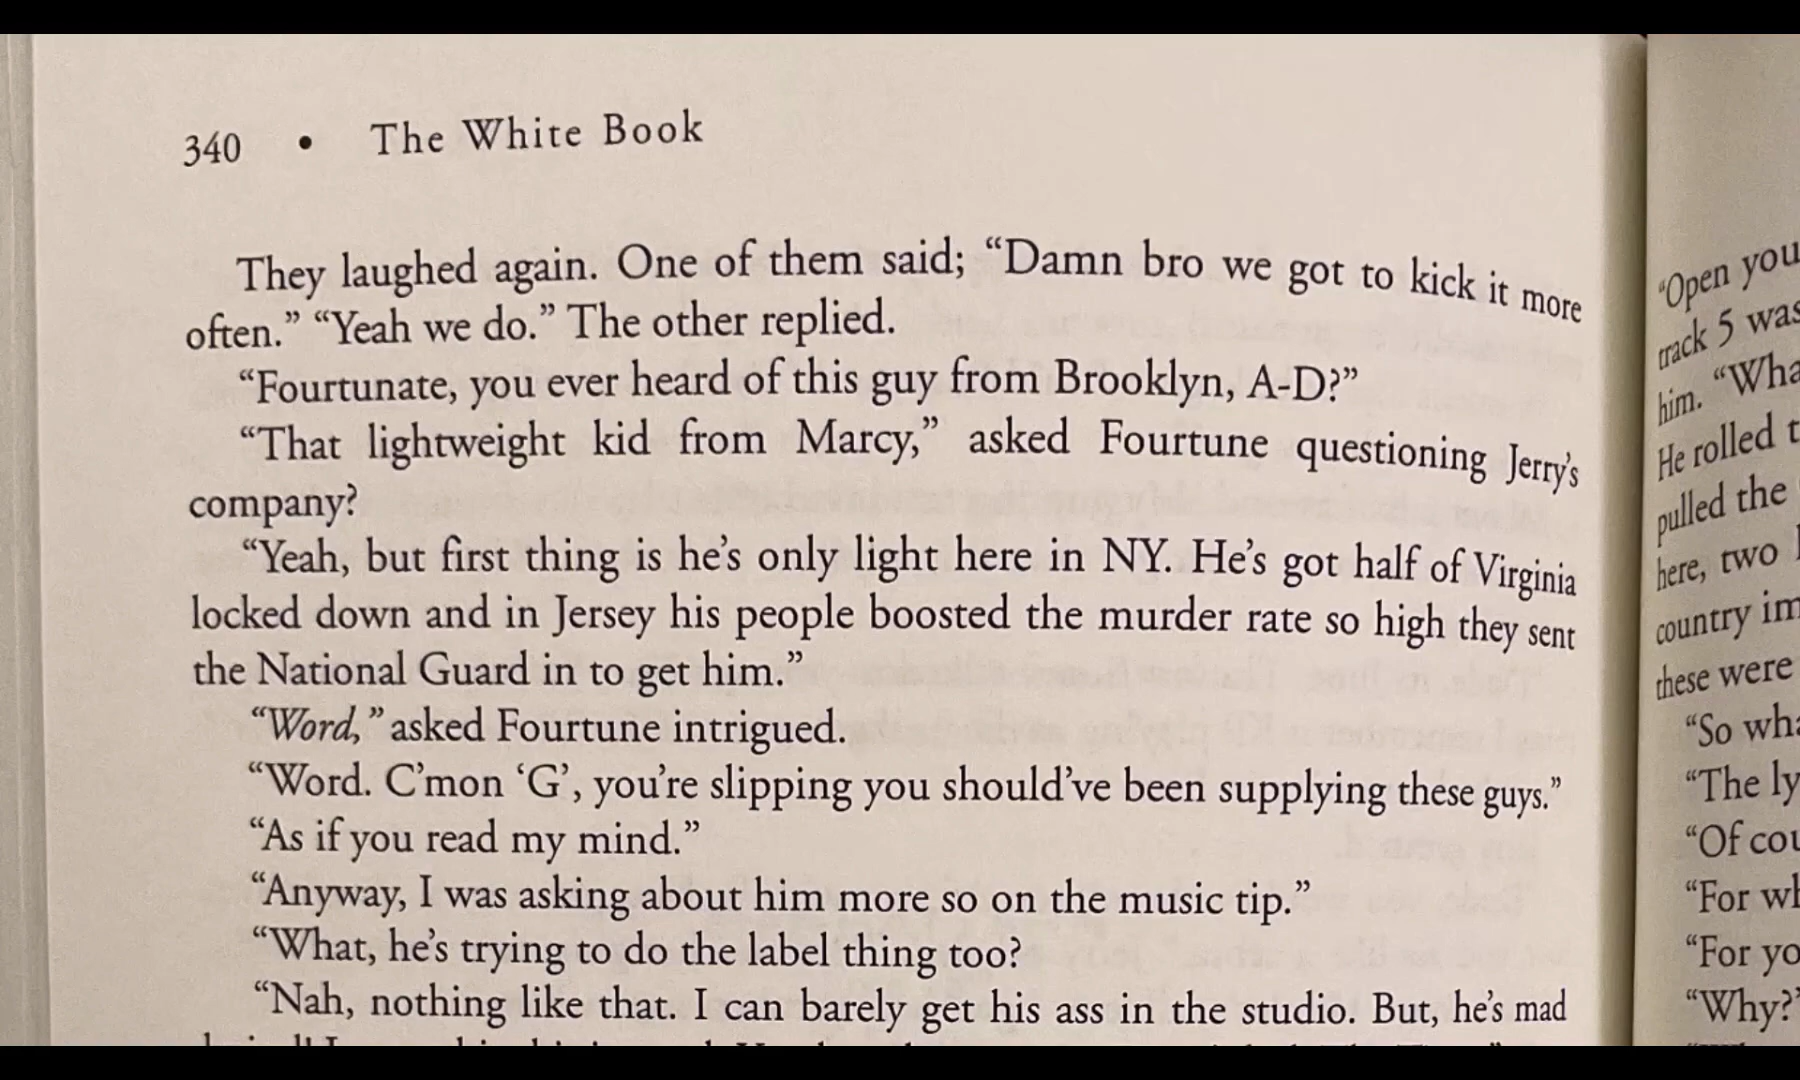 340 • The White Book
They laughed again. One of them said; “Damn bro we got to kick it more
often.” “Yeah we do.” The other replied.
“Fourtunate, you ever heard of this guy from Brooklyn, A-D?”
“That lightweight kid from Marcy,” asked Fourtune questioning Jerry’s
company?
“Yeah, but first thing is he’s only light here in NY. He’s got half of Virginia
locked down and in Jersey his people boosted the murder rate so high they sent
the National Guard in to get him.”
“Word,” asked Fourtune intrigued.
“Word. C’mon ‘G’, you’re slipping you should’ve been supplying these guys.”
“As if you read my mind.”
“Anyway, I was asking about him more so on the music tip.”
“What, he’s trying to do the label thing too?
“Nah, nothing like that. I can barely get his ass in the studio. But, he’s mad
“Open you
track 5 was
him. “Wha
He rolled t
pulled the
here, two
country im
these were
“So wha
“The ly
“Of cou
“For wh
“For yo
“Why?”